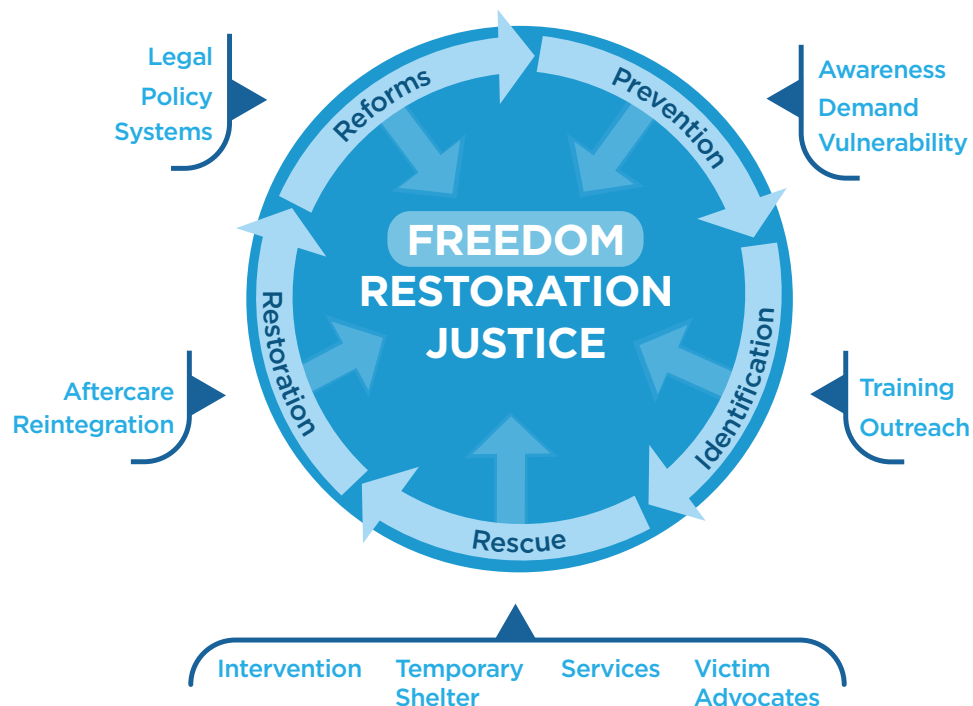 Legal
Policy
Systems
Reforms
Prevention
Awareness
Demand
Vulnerability
FREEDOM
RESTORATION
JUSTICE
Restoration
Identification
Aftercare
Reintegration
Training
Outreach
Rescue
Intervention
Temporary
Shelter
Services
Victim
Advocates